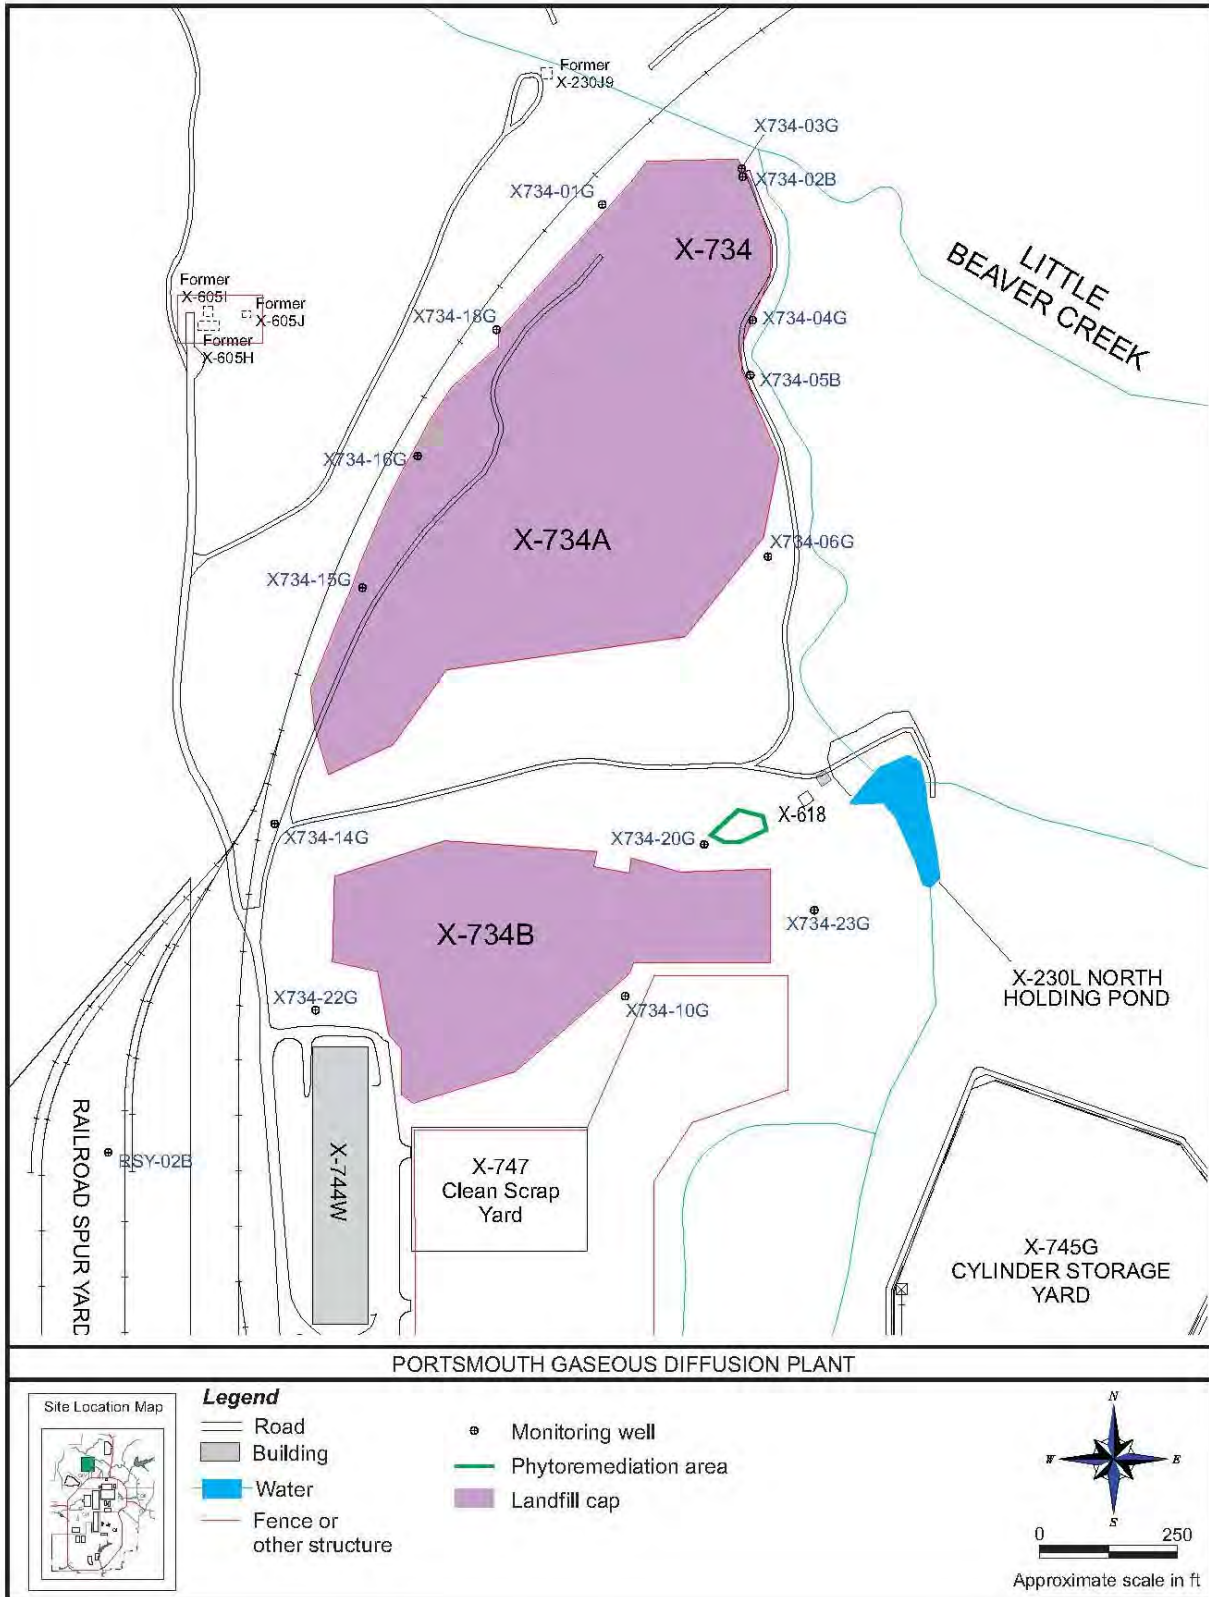 Former
X-230J9
X734-03G
X734-02B
X734-01G
X-734
LITTLE
BEAVER CREEK
Former
X-605I
Former
X-605J
Former
X-605H
X734-18G
X734-04G
X734-05B
X734-16G
X-734A
X734-06G
X734-15G
X-618
X734-14G
X734-20G
X-734B
X734-23G
X-230L NORTH
HOLDING POND
X734-22G
X734-10G
RAILROAD SPUR YARD
RSY-02B
X-744W
X-747
Clean Scrap
Yard
X-745G
CYLINDER STORAGE
YARD
PORTSMOUTH GASEOUS DIFFUSION PLANT
Site Location Map
Legend
Road
Building
Water
Fence or
other structure
Monitoring well
Phytoremediation area
Landfill cap
N
W
E
S
0 250
Approximate scale in ft